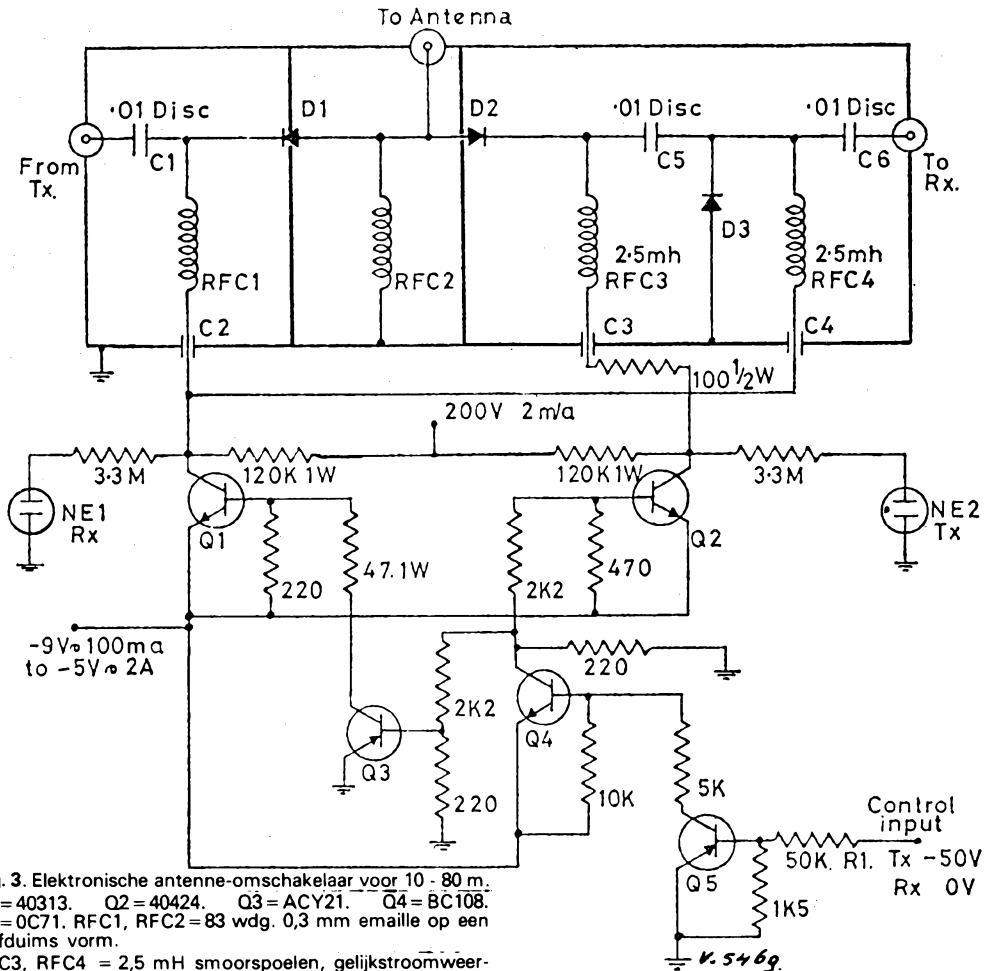 To Antenna
·01 Disc
D1
D2
·01 Disc
·01 Disc
C1
C5
C6
From
Tx.
To
Rx.
D3
RFC1
RFC2
2·5mh
RFC3
2·5mh
RFC4
C2
C3
C4
100 1/2W
200V 2m/a
3·3M
120K 1W
120K 1W
3·3M
NE1
Rx
Q1
Q2
NE2
Tx
220
47.1W
2K2
470
-9V~100ma
to -5V~2A
220
2K2
Q4
Q3
220
10K
5K
Control
input
50K. R1.
Tx -50V
Rx 0V
Q5
1K5
V. 546g.
. 3. Elektronische antenne-omschakelaar voor 10 - 80 m.
= 40313. Q2 = 40424. Q3 = ACY21. Q4 = BC108.
= 0C71. RFC1, RFC2 = 83 wdg. 0,3 mm emaille op een
fduims vorm.
C3, RFC4 = 2,5 mH smoorspoelen, gelijkstroomweer-